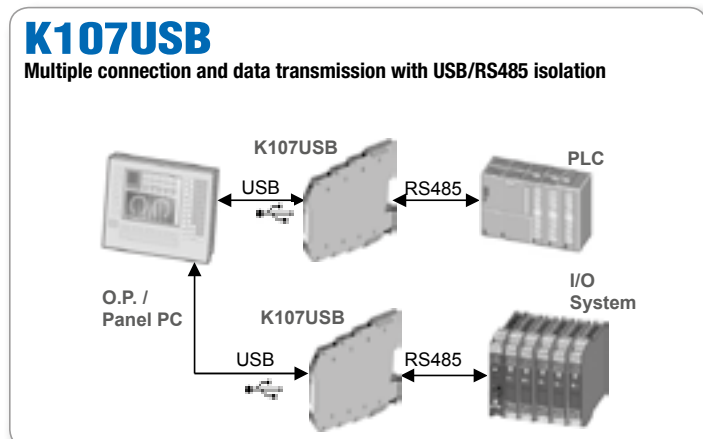 K107USB
Multiple connection and data transmission with USB/RS485 isolation
K107USB
PLC
USB
RS485
O.P. /
Panel PC
I/O
System
K107USB
USB
RS485